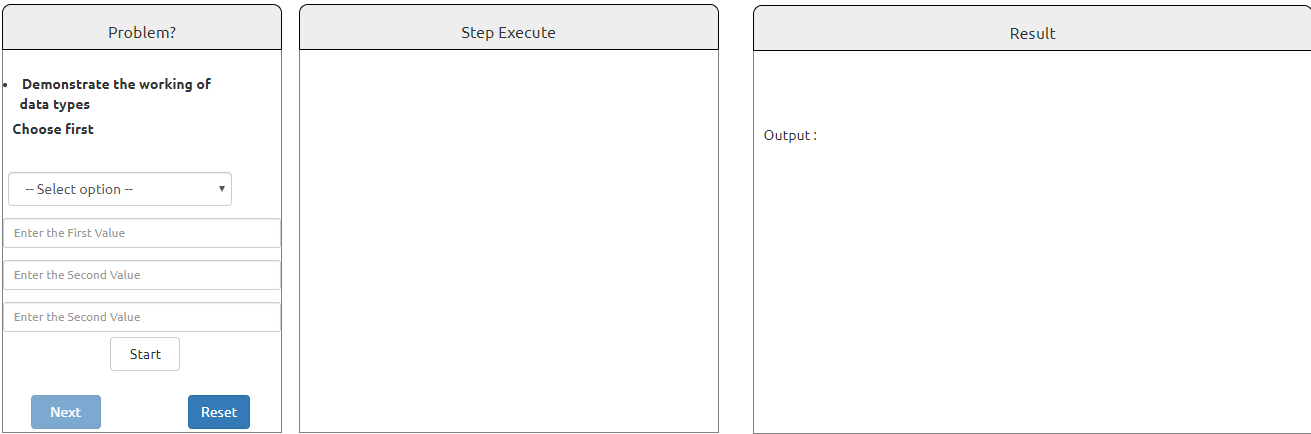 Problem?
• Demonstrate the working of
data types
Choose first
-- Select option --
Enter the First Value
Enter the Second Value
Enter the Second Value
Start
Next
Reset
Step Execute
Result
Output :